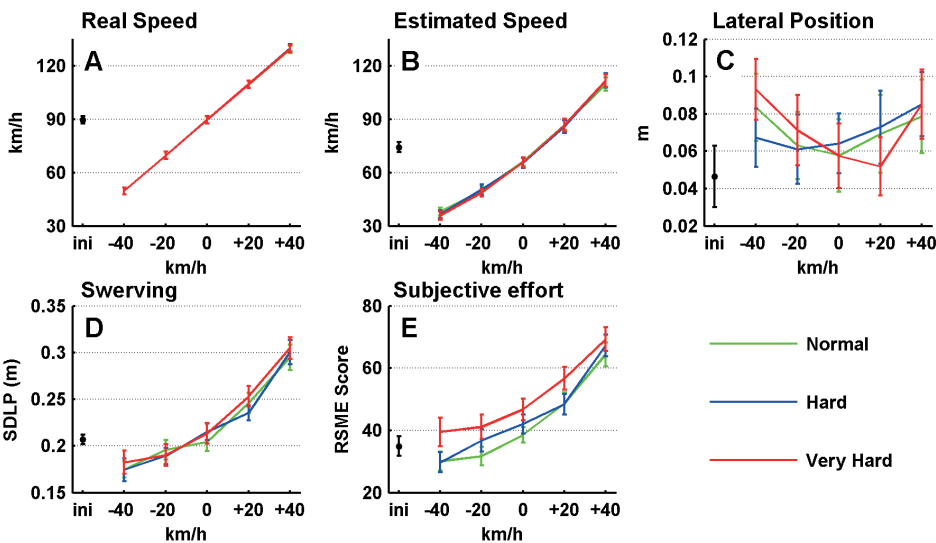 Real Speed
Estimated Speed
Lateral Position
A
B
C
km/h
120
90
60
30
ini -40 -20 0 +20 +40
km/h
km/h
120
90
60
30
ini -40 -20 0 +20 +40
km/h
m
0.12
0.1
0.08
0.06
0.04
0.02
ini -40 -20 0 +20 +40
km/h
Swerving
Subjective effort
D
E
SDLP (m)
0.35
0.3
0.25
0.2
0.15
ini -40 -20 0 +20 +40
km/h
RSME Score
80
60
40
20
ini -40 -20 0 +20 +40
km/h
Normal
Hard
Very Hard